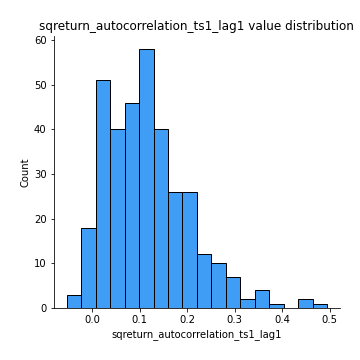 sqreturn_autocorrelation_ts1_lag1 value distribution
60
50
40
30
20
10
0
Count
0.0 0.1 0.2 0.3 0.4 0.5
sqreturn_autocorrelation_ts1_lag1